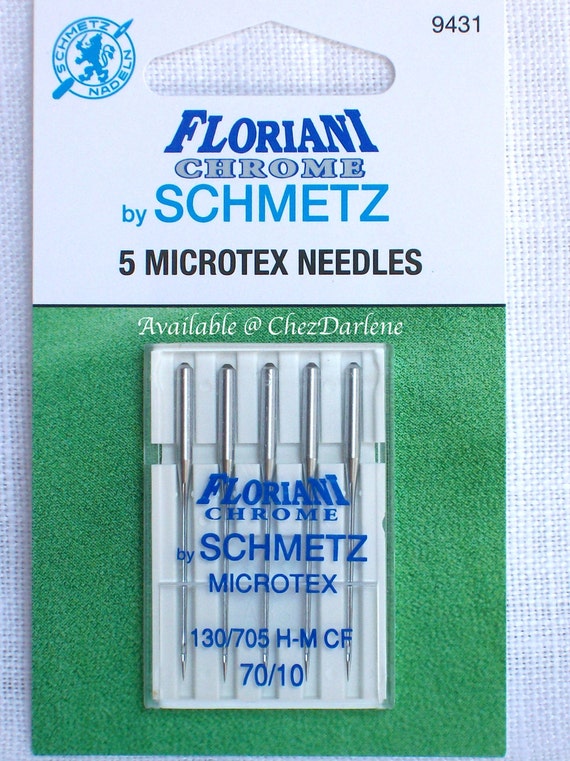 SCHMETZ
NADELN
9431
FLORIANI
CHROME
by SCHMETZ
5 MICROTEX NEEDLES
Available @ ChezDarlene
FLORIANI
CHROME
by SCHMETZ
MICROTEX
130/705 H-M CF
70/10